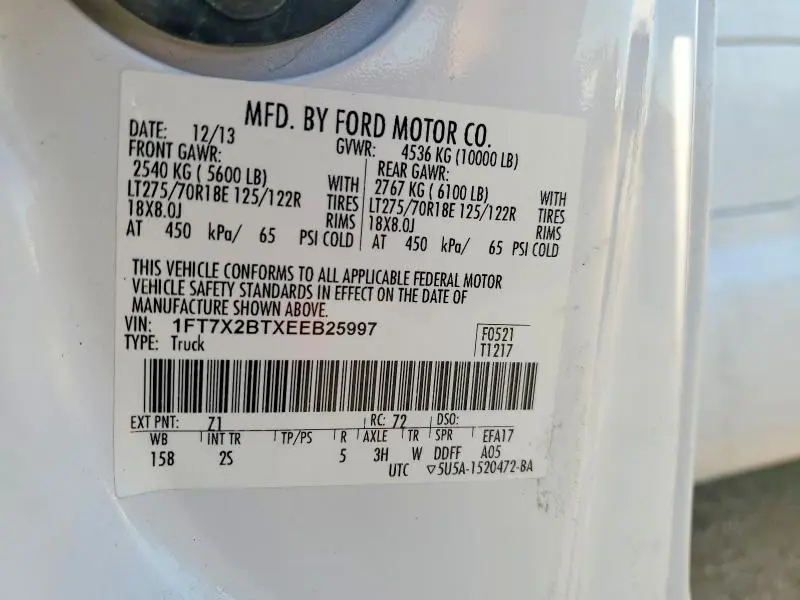 MFD. BY FORD MOTOR CO.
DATE: 12/13 GVWR: 4536 KG (10000 LB)
FRONT GAWR: REAR GAWR:
2540 KG ( 5600 LB) WITH 2767 KG ( 6100 LB) WITH
LT275/70R18E 125/122R TIRES LT275/70R18E 125/122R TIRES
18X8.0J RIMS 18X8.0J RIMS
AT 450 kPa/ 65 PSI COLD AT 450 kPa/ 65 PSI COLD
THIS VEHICLE CONFORMS TO ALL APPLICABLE FEDERAL MOTOR
VEHICLE SAFETY STANDARDS IN EFFECT ON THE DATE OF
MANUFACTURE SHOWN ABOVE.
VIN: 1FT7X2BTXEEB25997 F0521
TYPE: Truck T1217
EXT PNT: Z1 RC: 72 DSO:
WB INT TR TP/PS R AXLE TR SPR EFA17
158 2S 5 3H W DDFF A05
UTC ▽5U5A-1520472-BA